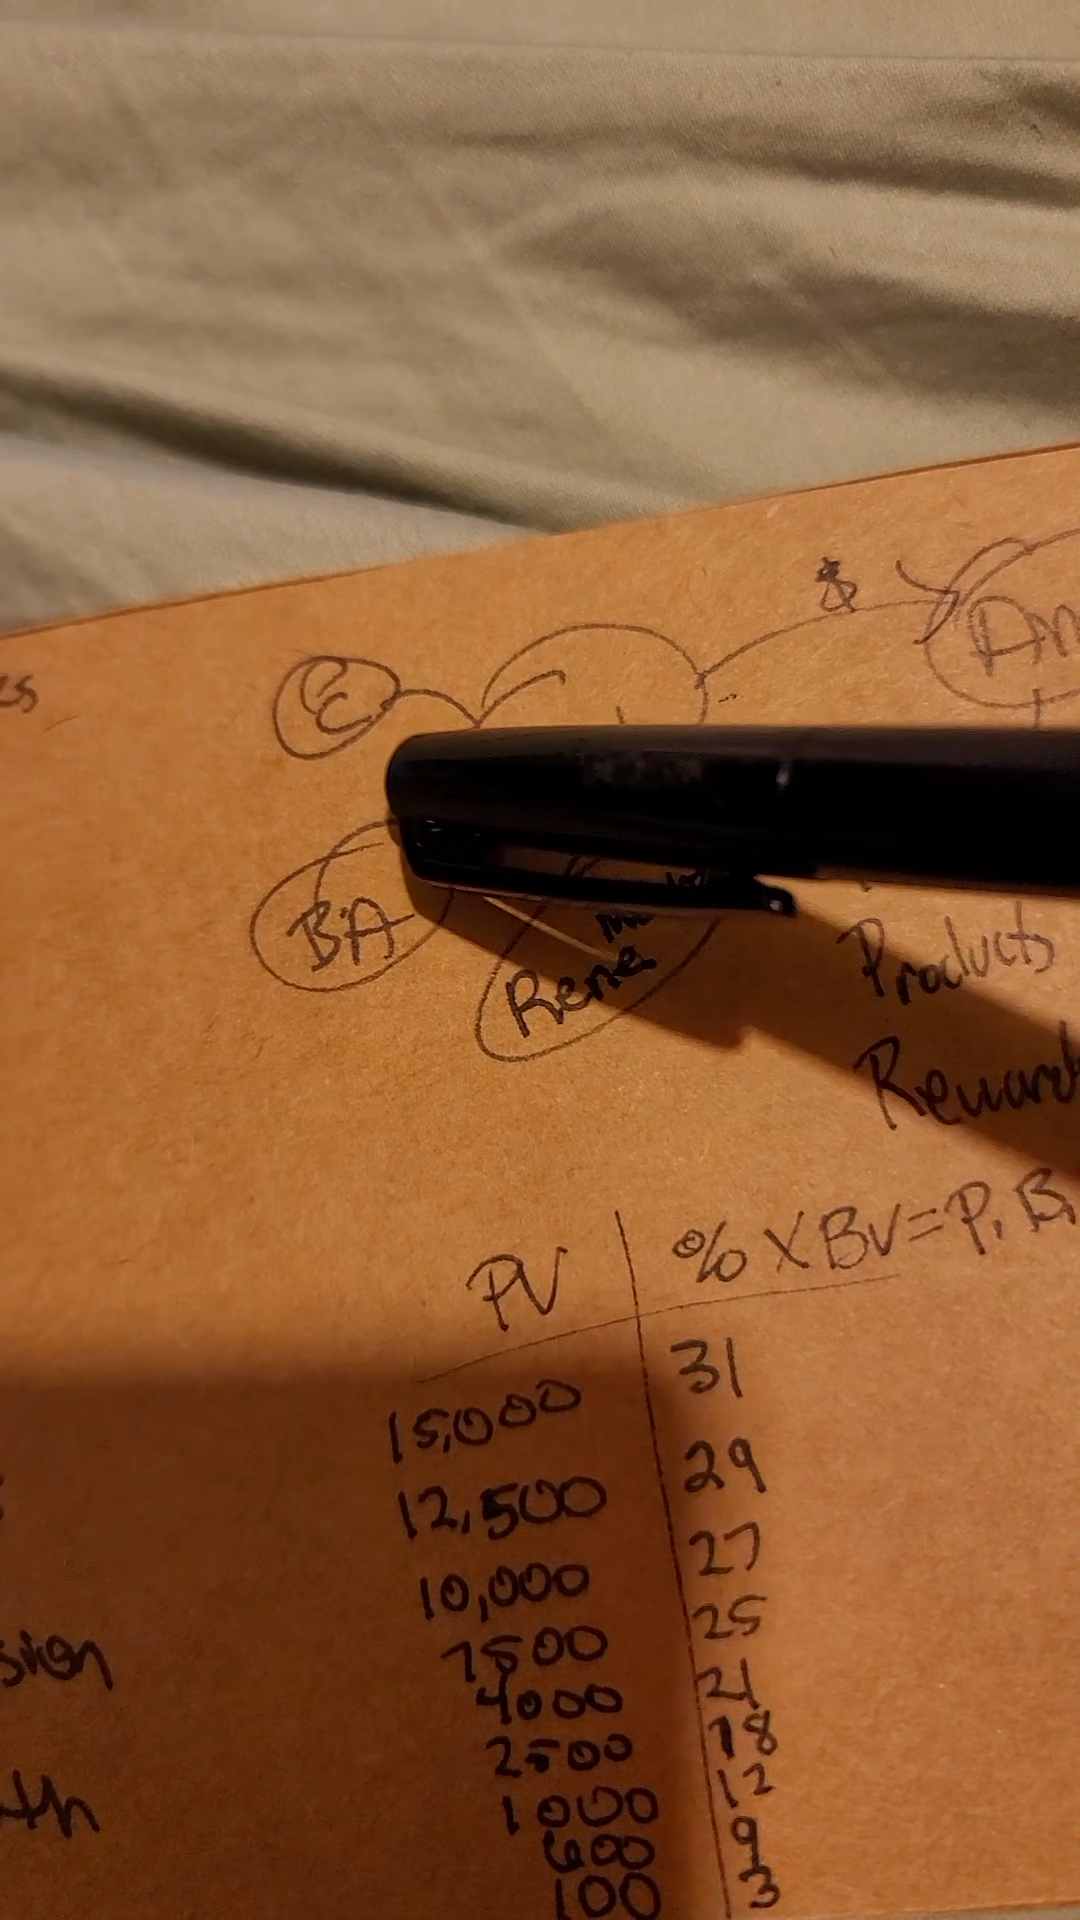 $
E
BA
Rene
Products
PV
% X BV = P. B.
15,000 31
12,500 29
10,000 27
7500 25
4000 21
2500 18
1000 12
600 9
100 3